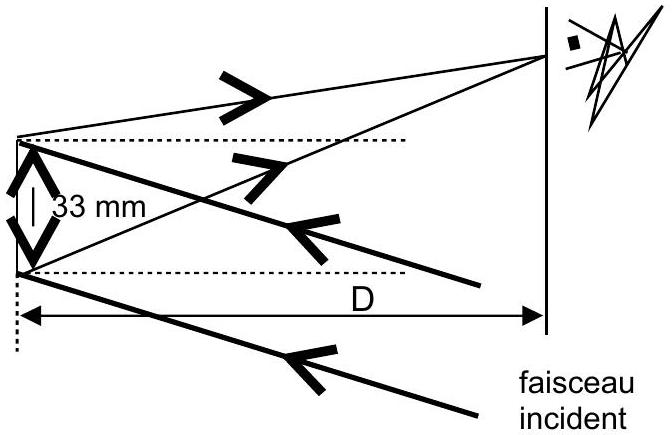 33 mm
D
faisceau
incident